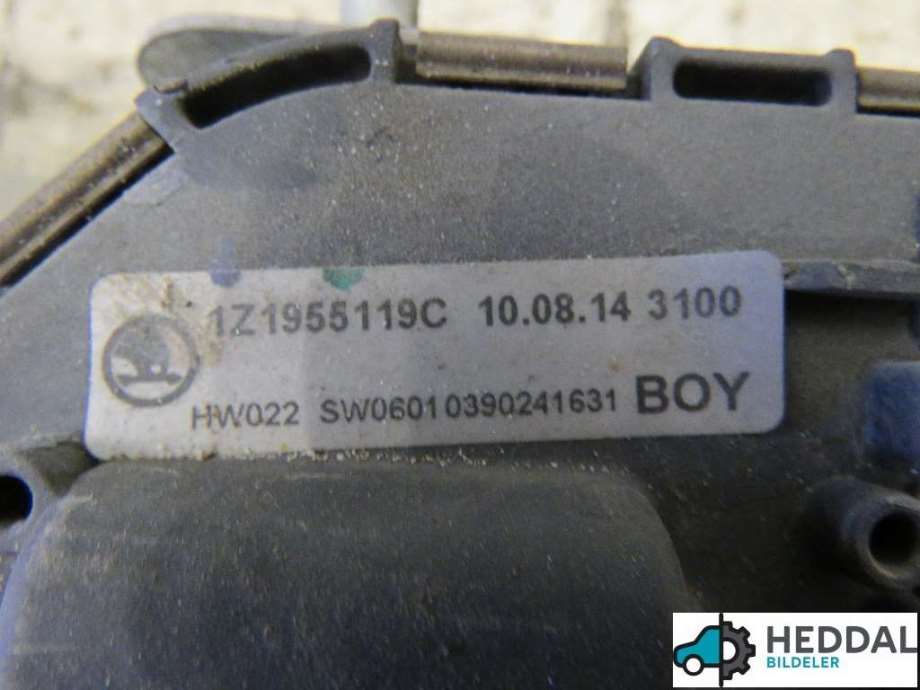 1Z1955119C 10.08.14 3100
HW022 SW0601 0390241631 BOY
HEDDAL
BILDELER